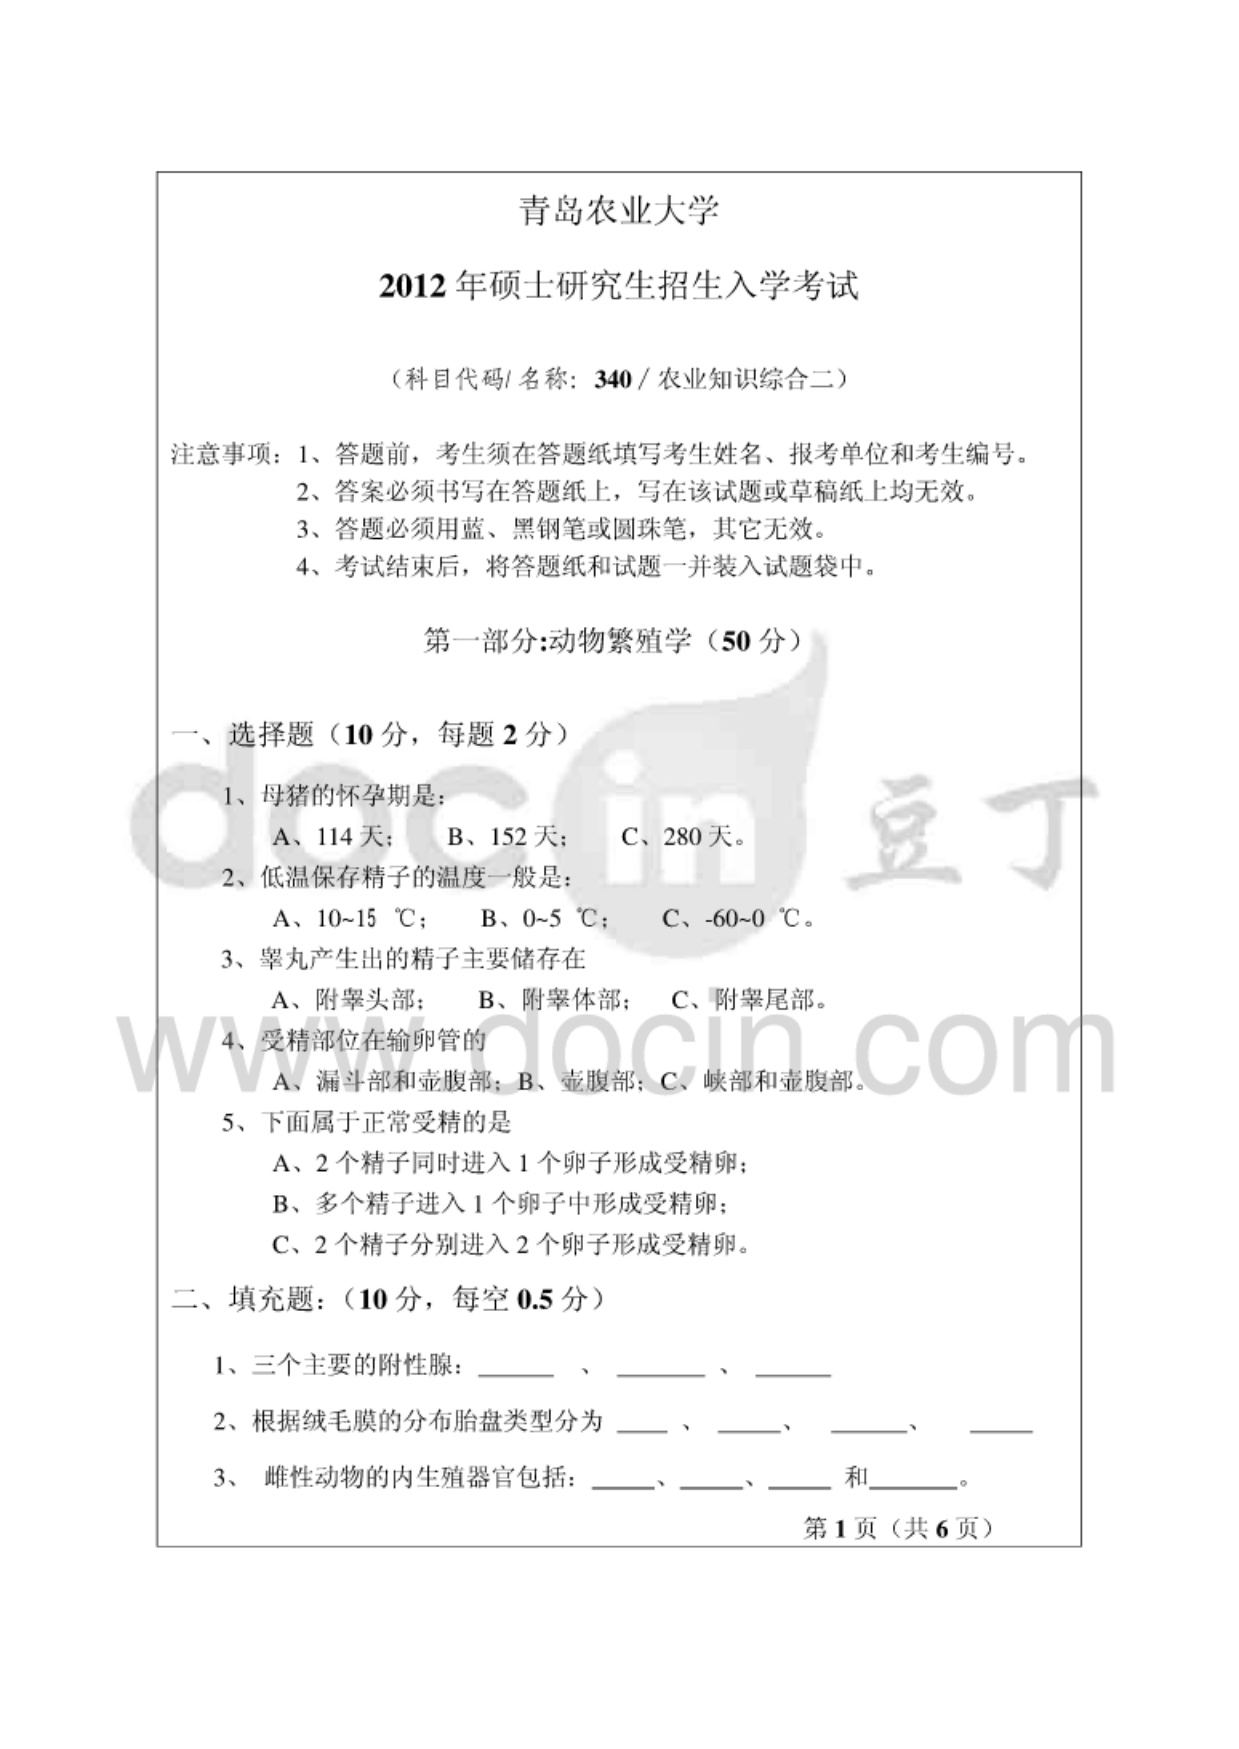 青岛农业大学
2012 年硕士研究生招生入学考试
（科目代码/ 名称: 340 / 农业知识综合二）
注意事项：1、答题前，考生须在答题纸填写考生姓名、报考单位和考生编号。
2、答案必须书写在答题纸上，写在该试题或草稿纸上均无效。
3、答题必须用蓝、黑钢笔或圆珠笔，其它无效。
4、考试结束后，将答题纸和试题一并装入试题袋中。
第一部分:动物繁殖学（50 分）
一、选择题（10 分，每题 2 分）
1、母猪的怀孕期是：
A、114 天； B、152 天； C、280 天。
2、低温保存精子的温度一般是：
A、10~15 ℃； B、0~5 ℃； C、-60~0 ℃。
3、睾丸产生出的精子主要储存在
A、附睾头部； B、附睾体部； C、附睾尾部。
4、受精部位在输卵管的
A、漏斗部和壶腹部；B、壶腹部；C、峡部和壶腹部。
5、下面属于正常受精的是
A、2 个精子同时进入 1 个卵子形成受精卵；
B、多个精子进入 1 个卵子中形成受精卵；
C、2 个精子分别进入 2 个卵子形成受精卵。
二、填充题：（10 分，每空 0.5 分）
1、三个主要的附性腺：______ 、 _______ 、 ______
2、根据绒毛膜的分布胎盘类型分为 ____ 、 _____、 ______、 _____
3、 雌性动物的内生殖器官包括：_____、_____、_____ 和_______。
第 1 页（共 6 页）
docin 豆丁
www.docin.com